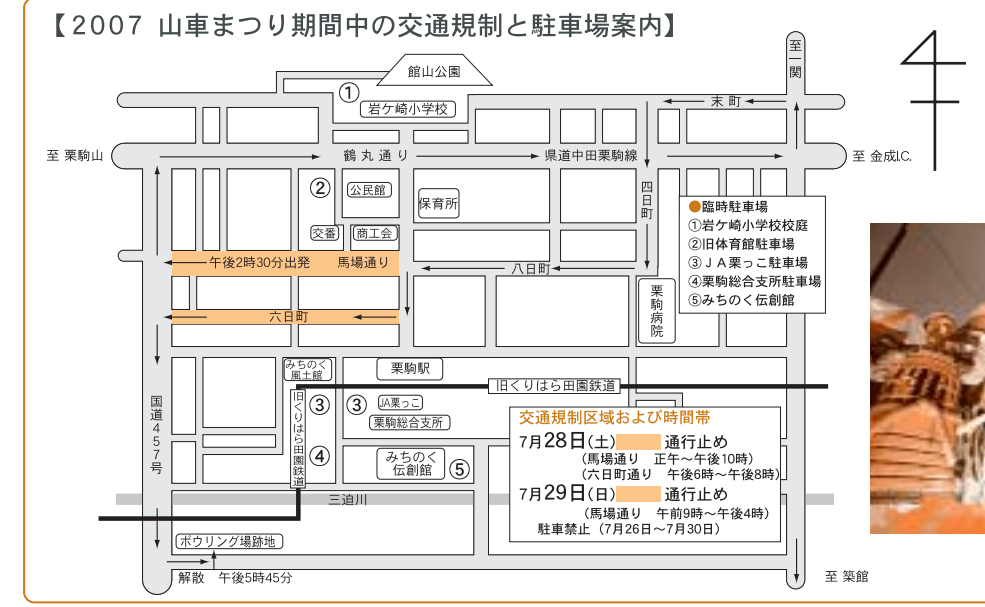 【2007 山車まつり期間中の交通規制と駐車場案内】
至一関
館山公園
①
岩ケ崎小学校
末町
至 栗駒山
鶴丸通り
県道中田栗駒線
至 金成I.C.
②
公民館
保育所
四日町
交番
商工会
●臨時駐車場
①岩ケ崎小学校校庭
②旧体育館駐車場
③JA栗っこ駐車場
④栗駒総合支所駐車場
⑤みちのく伝創館
午後2時30分出発
馬場通り
八日町
栗駒病院
六日町
みちのく
風土館
栗駒駅
旧くりはら田園鉄道
旧くりはら田園鉄道
③
③
JA栗っこ
栗駒総合支所
国道457号
④
みちのく
伝創館
⑤
交通規制区域および時間帯
7月28日(土) 通行止め
(馬場通り 正午〜午後10時)
(六日町通り 午後6時〜午後8時)
7月29日(日) 通行止め
(馬場通り 午前9時〜午後4時)
駐車禁止(7月26日〜7月30日)
三迫川
ボウリング場跡地
解散 午後5時45分
至 築館